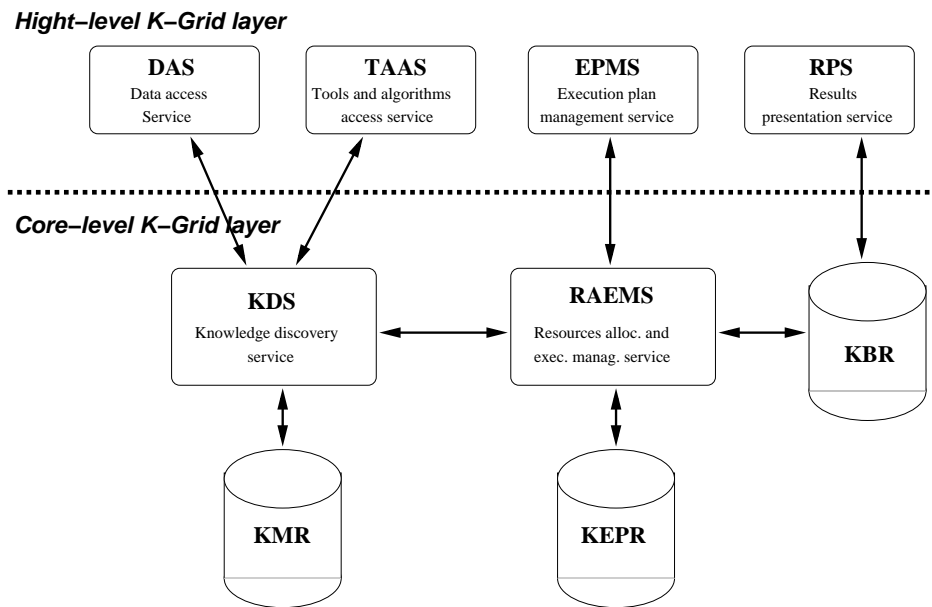 Hight–level K–Grid layer
DAS
Data access
Service
TAAS
Tools and algorithms
access service
EPMS
Execution plan
management service
RPS
Results
presentation service
Core–level K–Grid layer
KDS
Knowledge discovery
service
RAEMS
Resources alloc. and
exec. manag. service
KBR
KMR
KEPR